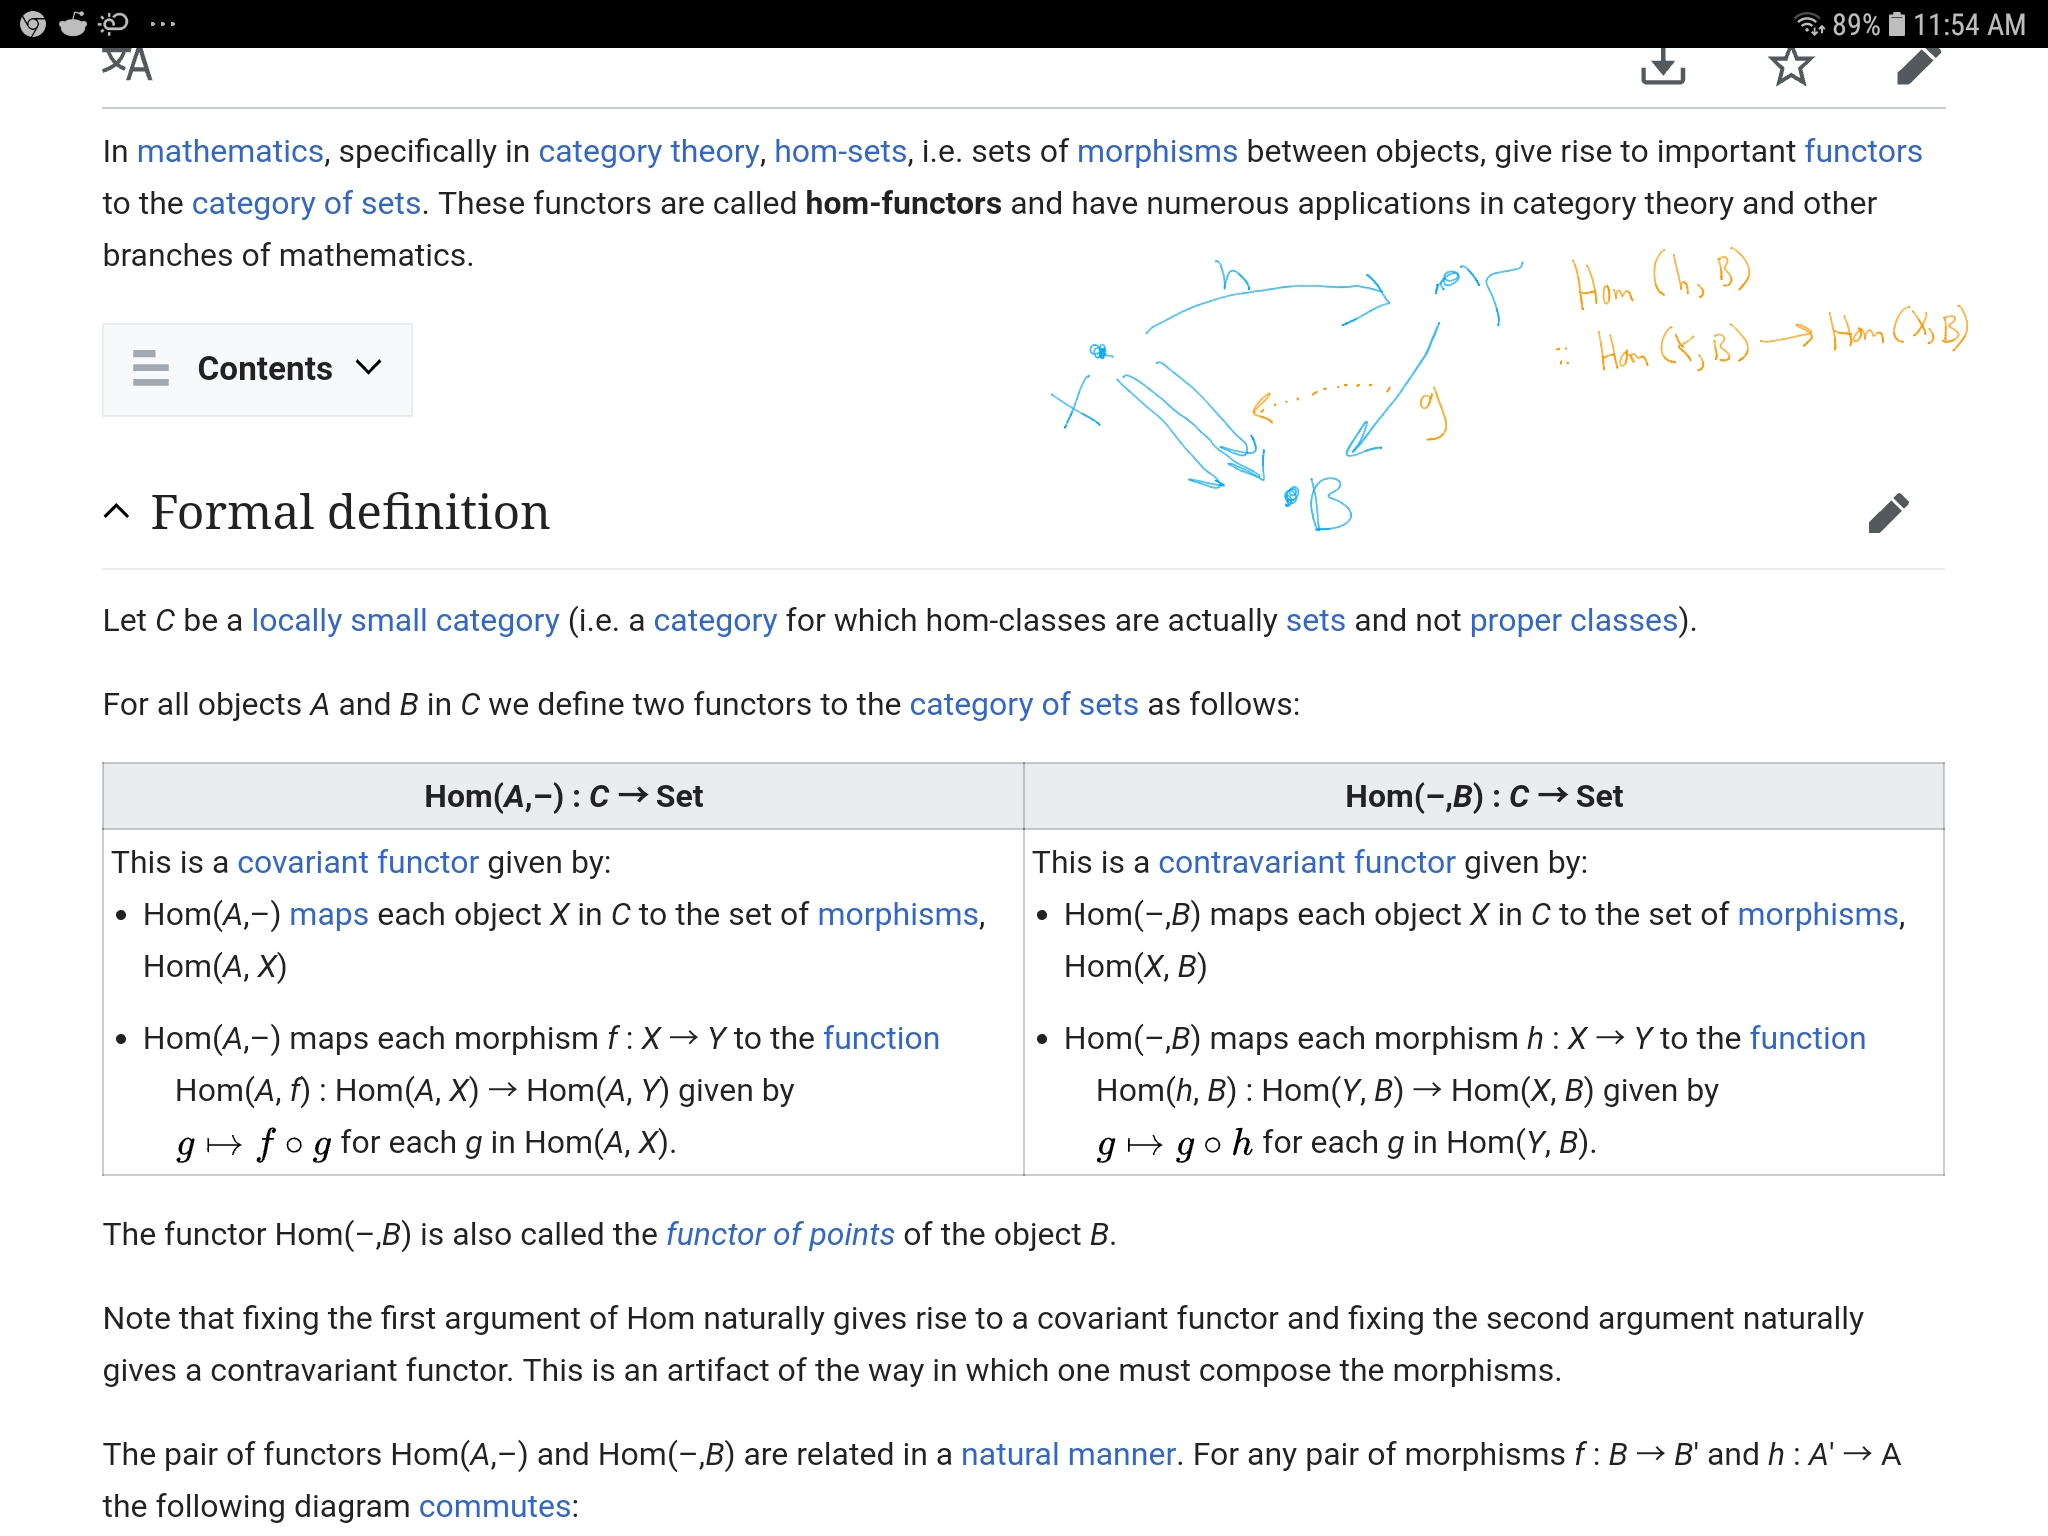 89% 11:54 AM
文A
In mathematics, specifically in category theory, hom-sets, i.e. sets of morphisms between objects, give rise to important functors
to the category of sets. These functors are called hom-functors and have numerous applications in category theory and other
branches of mathematics.
h
Hom (h, B)
:: Hom (Y, B) → Hom (X, B)
Contents
X
g
B
Formal definition
Let C be a locally small category (i.e. a category for which hom-classes are actually sets and not proper classes).
For all objects A and B in C we define two functors to the category of sets as follows:
Hom(A,–) : C → Set
Hom(–,B) : C → Set
This is a covariant functor given by:
• Hom(A,–) maps each object X in C to the set of morphisms,
Hom(A, X)
• Hom(A,–) maps each morphism f : X → Y to the function
Hom(A, f) : Hom(A, X) → Hom(A, Y) given by
g ↦ f ∘ g for each g in Hom(A, X).
This is a contravariant functor given by:
• Hom(–,B) maps each object X in C to the set of morphisms,
Hom(X, B)
• Hom(–,B) maps each morphism h : X → Y to the function
Hom(h, B) : Hom(Y, B) → Hom(X, B) given by
g ↦ g ∘ h for each g in Hom(Y, B).
The functor Hom(–,B) is also called the functor of points of the object B.
Note that fixing the first argument of Hom naturally gives rise to a covariant functor and fixing the second argument naturally
gives a contravariant functor. This is an artifact of the way in which one must compose the morphisms.
The pair of functors Hom(A,–) and Hom(–,B) are related in a natural manner. For any pair of morphisms f : B → B' and h : A' → A
the following diagram commutes: